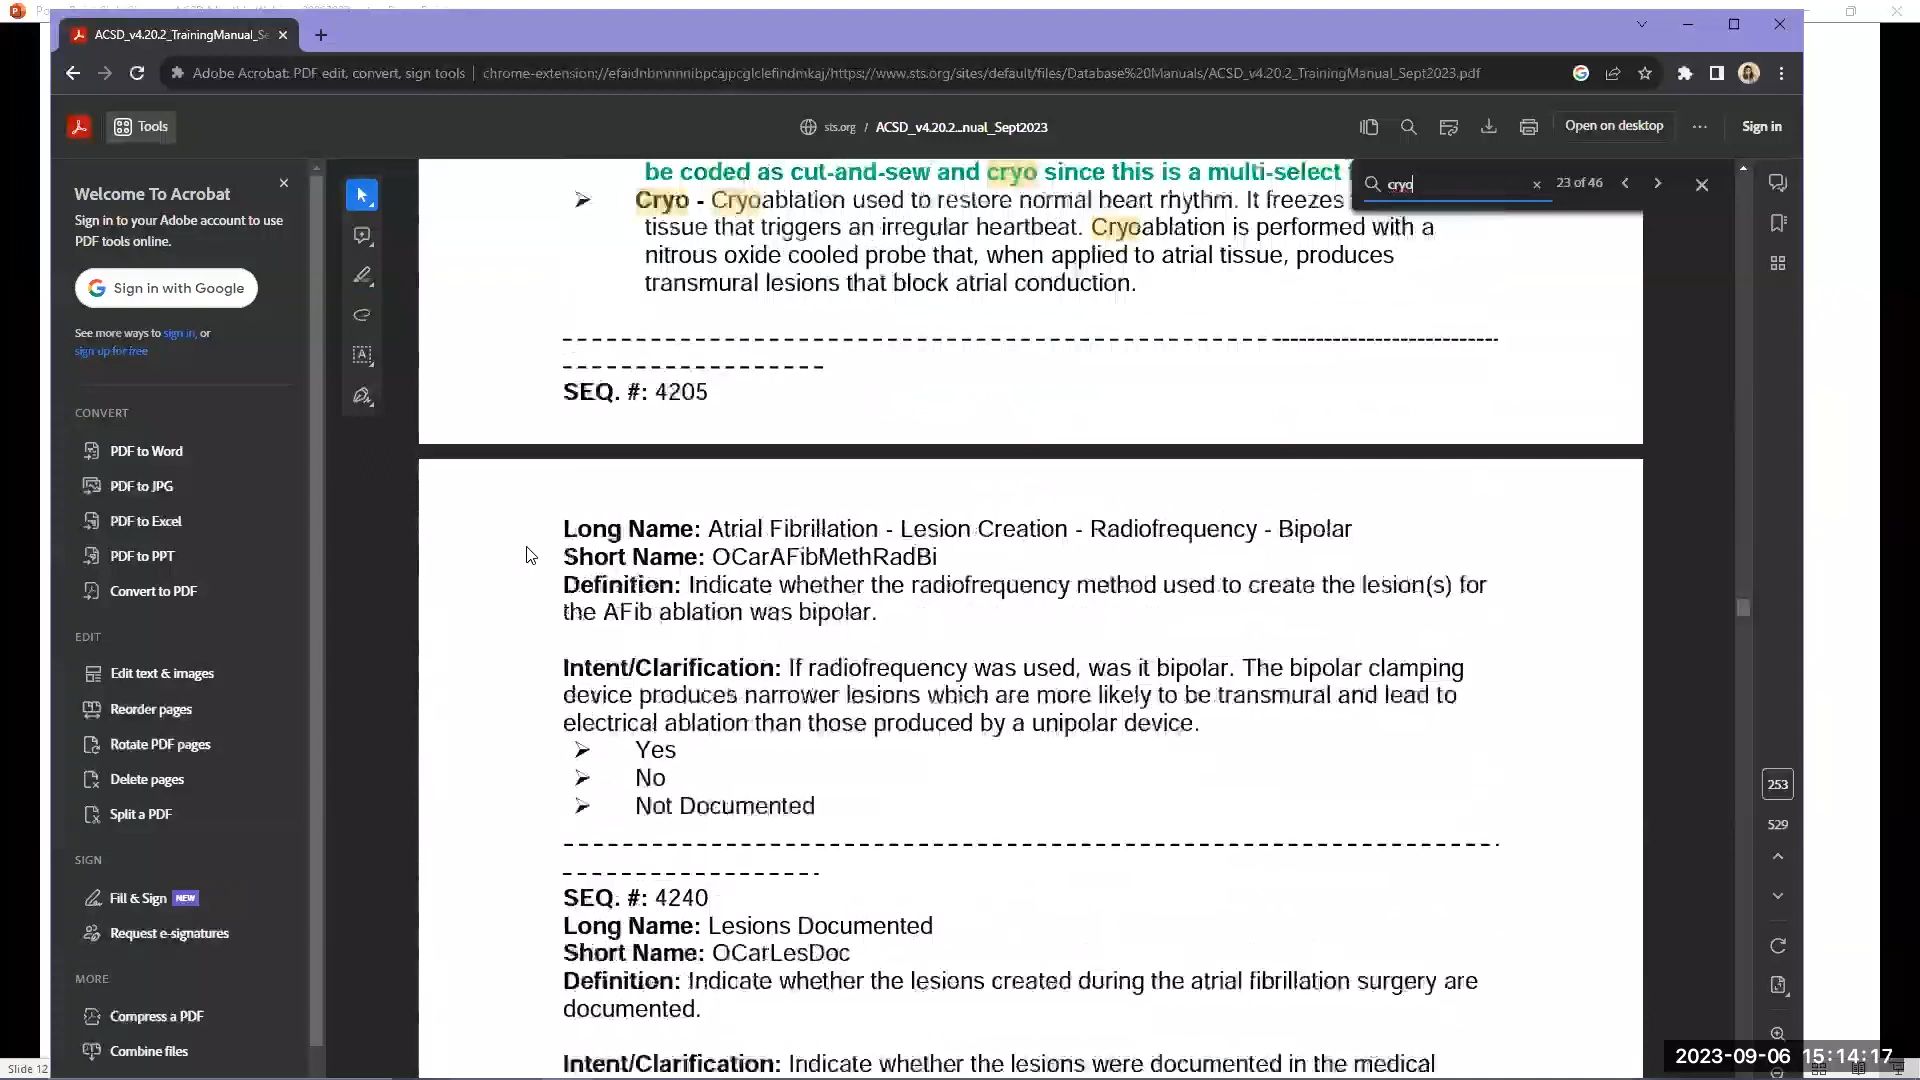 ACSD_v4.20.2_TrainingManual_Se
Adobe Acrobat: PDF edit, convert, sign tools
chrome-extension://efaidnbmnnnibpcajpcglclefindmkaj/https://www.sts.org/sites/default/files/Database%20Manuals/ACSD_v4.20.2_TrainingManual_Sept2023.pdf
Tools
sts.org / ACSD_v4.20.2...nual_Sept2023
Open on desktop
Sign in
cryo
23 of 46
Welcome To Acrobat
Sign in to your Adobe account to use
PDF tools online.
Sign in with Google
See more ways to sign in, or
sign up for free
CONVERT
PDF to Word
PDF to JPG
PDF to Excel
PDF to PPT
Convert to PDF
EDIT
Edit text & images
Reorder pages
Rotate PDF pages
Delete pages
Split a PDF
SIGN
Fill & Sign NEW
Request e-signatures
MORE
Compress a PDF
Combine files
be coded as cut-and-sew and cryo since this is a multi-select
Cryo - Cryoablation used to restore normal heart rhythm. It freezes
tissue that triggers an irregular heartbeat. Cryoablation is performed with a
nitrous oxide cooled probe that, when applied to atrial tissue, produces
transmural lesions that block atrial conduction.
SEQ. #: 4205
Long Name: Atrial Fibrillation - Lesion Creation - Radiofrequency - Bipolar
Short Name: OCarAFibMethRadBi
Definition: Indicate whether the radiofrequency method used to create the lesion(s) for
the AFib ablation was bipolar.
Intent/Clarification: If radiofrequency was used, was it bipolar. The bipolar clamping
device produces narrower lesions which are more likely to be transmural and lead to
electrical ablation than those produced by a unipolar device.
Yes
No
Not Documented
SEQ. #: 4240
Long Name: Lesions Documented
Short Name: OCarLesDoc
Definition: Indicate whether the lesions created during the atrial fibrillation surgery are
documented.
Intent/Clarification: Indicate whether the lesions were documented in the medical
253
529
Slide 12
2023-09-06 15:14:17